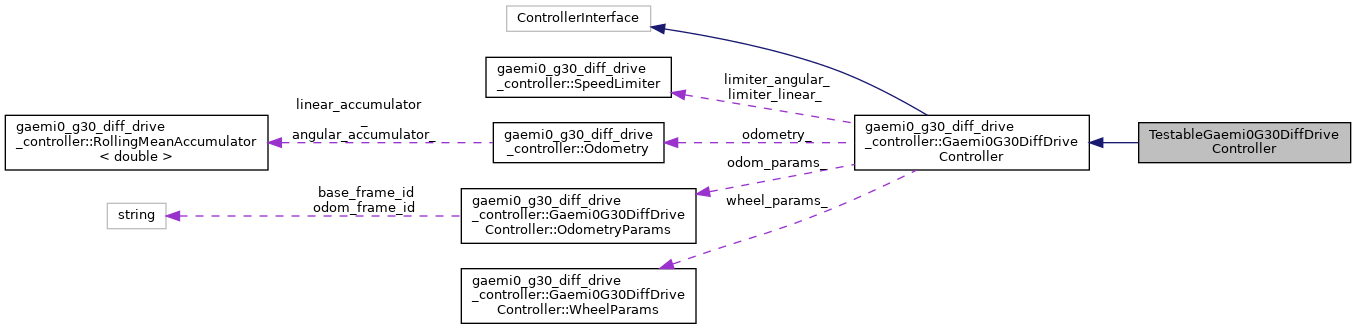 ControllerInterface
gaemi0_g30_diff_drive
_controller::SpeedLimiter
limiter_angular_
limiter_linear_
linear_accumulator
_
angular_accumulator_
gaemi0_g30_diff_drive
_controller::RollingMeanAccumulator
< double >
gaemi0_g30_diff_drive
_controller::Odometry
odometry_
gaemi0_g30_diff_drive
_controller::Gaemi0G30DiffDrive
Controller
TestableGaemi0G30DiffDrive
Controller
odom_params_
base_frame_id
odom_frame_id
string
gaemi0_g30_diff_drive
_controller::Gaemi0G30DiffDrive
Controller::OdometryParams
wheel_params_
gaemi0_g30_diff_drive
_controller::Gaemi0G30DiffDrive
Controller::WheelParams